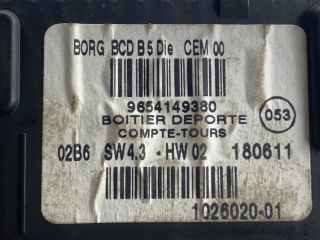 BORG BCD B5 Die CEM 00
9654149380
BOITIER DEPORTE
COMPTE-TOURS
053
02B6 SW4.3 - HW 02 180611
1026020-01